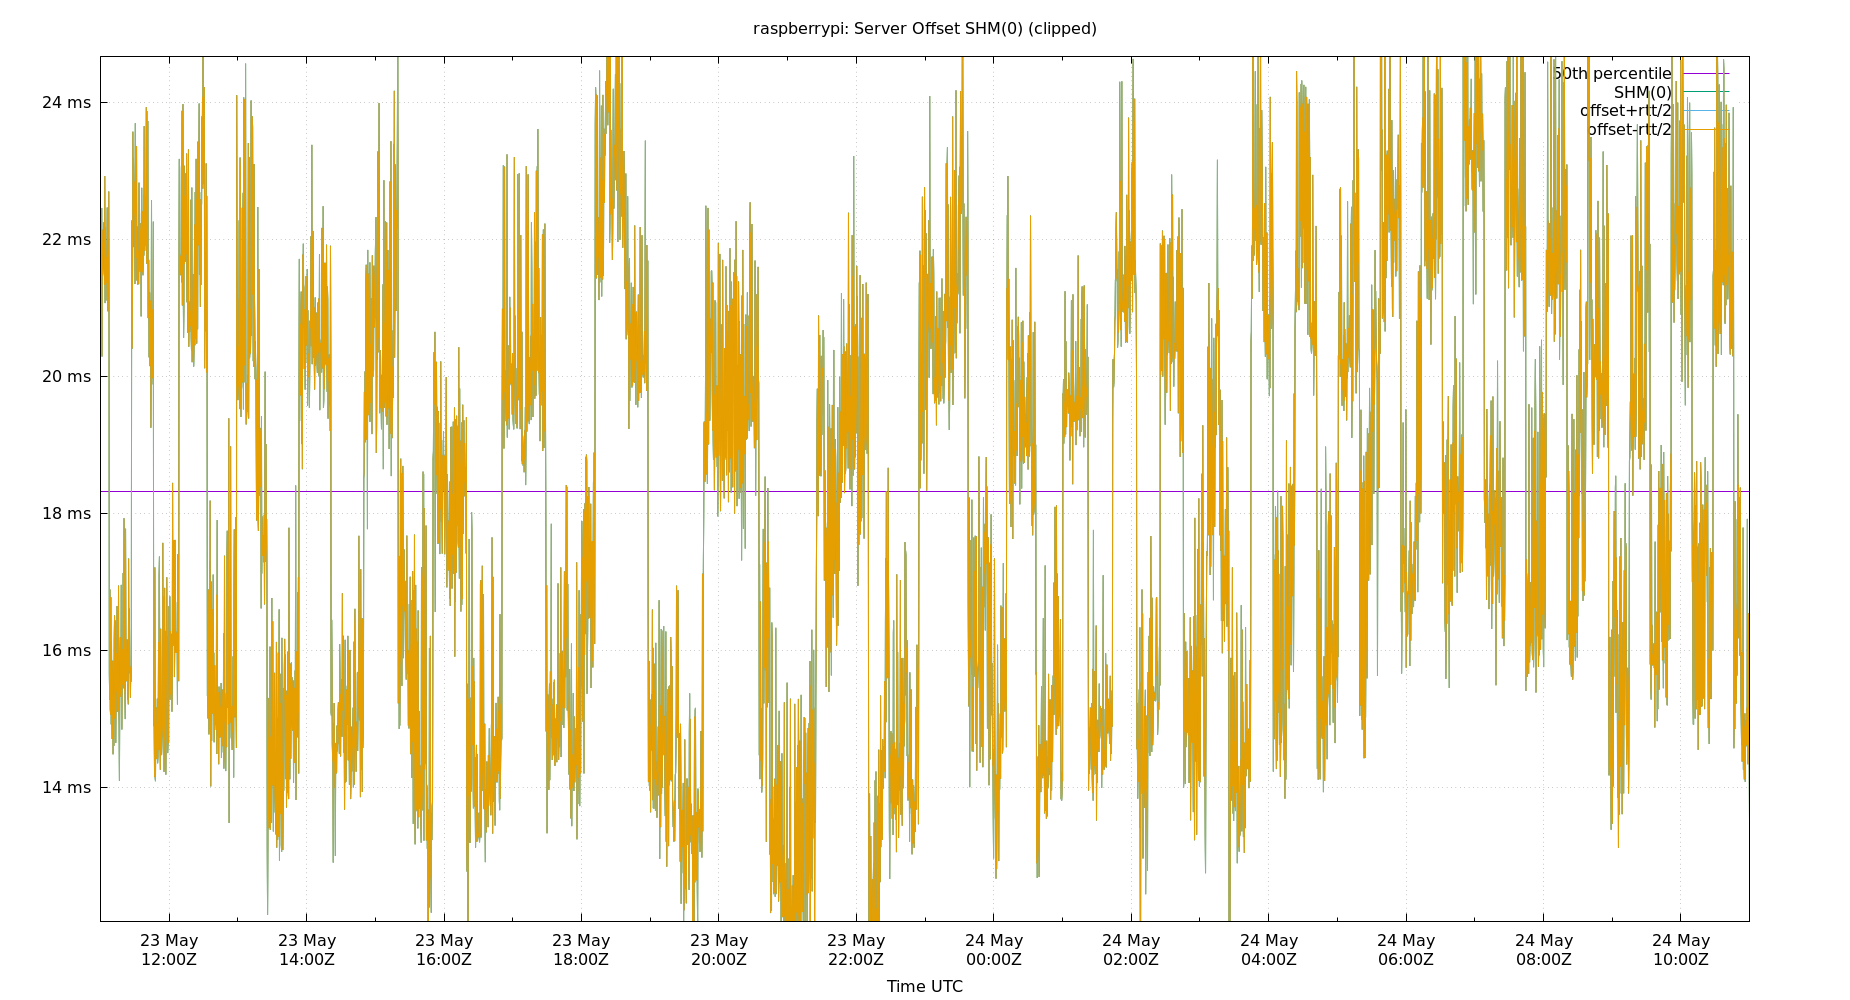 raspberrypi: Server Offset SHM(0) (clipped)
50th percentile
SHM(0)
offset+rtt/2
offset-rtt/2
24 ms
22 ms
20 ms
18 ms
16 ms
14 ms
23 May 23 May 23 May 23 May 23 May 23 May 24 May 24 May 24 May 24 May 24 May 24 May
12:00Z 14:00Z 16:00Z 18:00Z 20:00Z 22:00Z 00:00Z 02:00Z 04:00Z 06:00Z 08:00Z 10:00Z
Time UTC